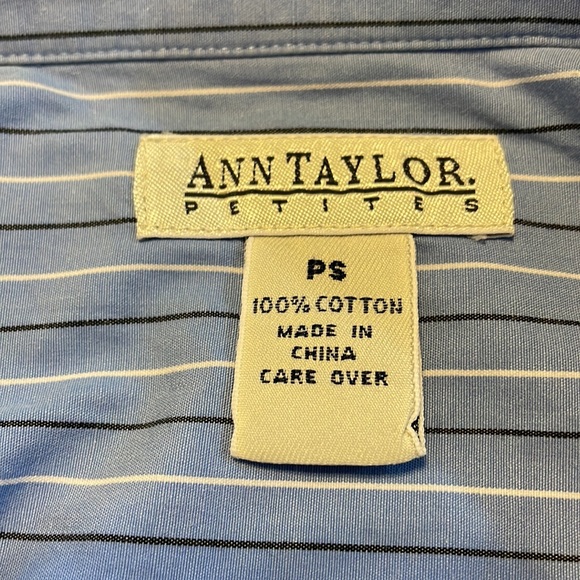 ANN TAYLOR.
PETITES
PS
100% COTTON
MADE IN
CHINA
CARE OVER